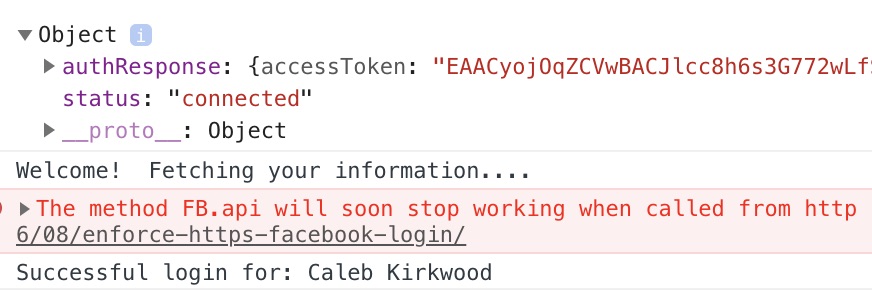 Object i
authResponse: {accessToken: "EAACyojOqZCVwBACJlcc8h6s3G772wLf
status: "connected"
__proto__: Object
Welcome!  Fetching your information....
The method FB.api will soon stop working when called from http
6/08/enforce-https-facebook-login/
Successful login for: Caleb Kirkwood